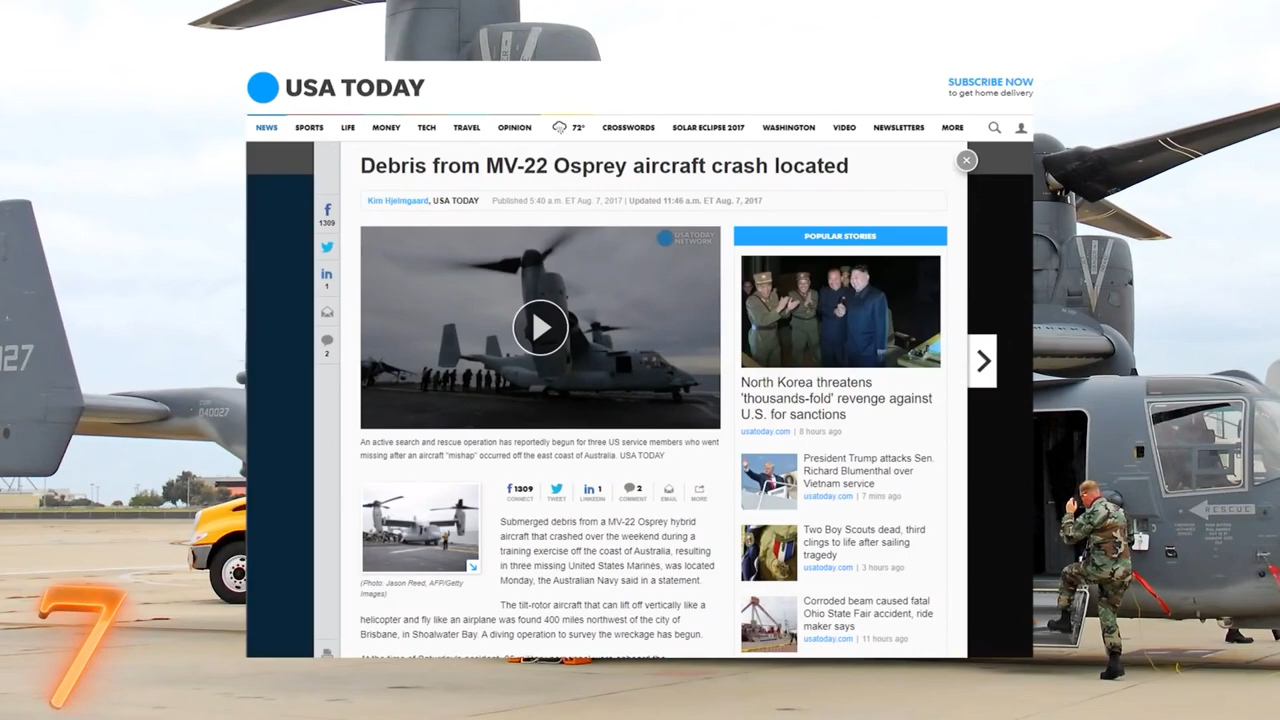 USA TODAY
SUBSCRIBE NOW
to get home delivery
NEWS SPORTS LIFE MONEY TECH TRAVEL OPINION 72° CROSSWORDS SOLAR ECLIPSE 2017 WASHINGTON VIDEO NEWSLETTERS MORE
Debris from MV-22 Osprey aircraft crash located
Kim Hjelmgaard, USA TODAY Published 5:40 a.m. ET Aug. 7, 2017 | Updated 11:46 a.m. ET Aug. 7, 2017
1309
1
2
USA TODAY
NETWORK
An active search and rescue operation has reportedly begun for three US service members who went
missing after an aircraft "mishap" occurred off the east coast of Australia. USA TODAY
1309
CONNECT
TWEET
1
LINKEDIN
2
COMMENT
EMAIL
MORE
(Photo: Jason Reed, AFP/Getty
Images)
Submerged debris from a MV-22 Osprey hybrid
aircraft that crashed over the weekend during a
training exercise off the coast of Australia, resulting
in three missing United States Marines, was located
Monday, the Australian Navy said in a statement.
The tilt-rotor aircraft that can lift off vertically like a
helicopter and fly like an airplane was found 400 miles northwest of the city of
Brisbane, in Shoalwater Bay. A diving operation to survey the wreckage has begun.
POPULAR STORIES
North Korea threatens
'thousands-fold' revenge against
U.S. for sanctions
usatoday.com | 8 hours ago
President Trump attacks Sen.
Richard Blumenthal over
Vietnam service
usatoday.com | 7 mins ago
Two Boy Scouts dead, third
clings to life after sailing
tragedy
usatoday.com | 3 hours ago
Corroded beam caused fatal
Ohio State Fair accident, ride
maker says
usatoday.com | 11 hours ago
027
040027
RESCUE
7